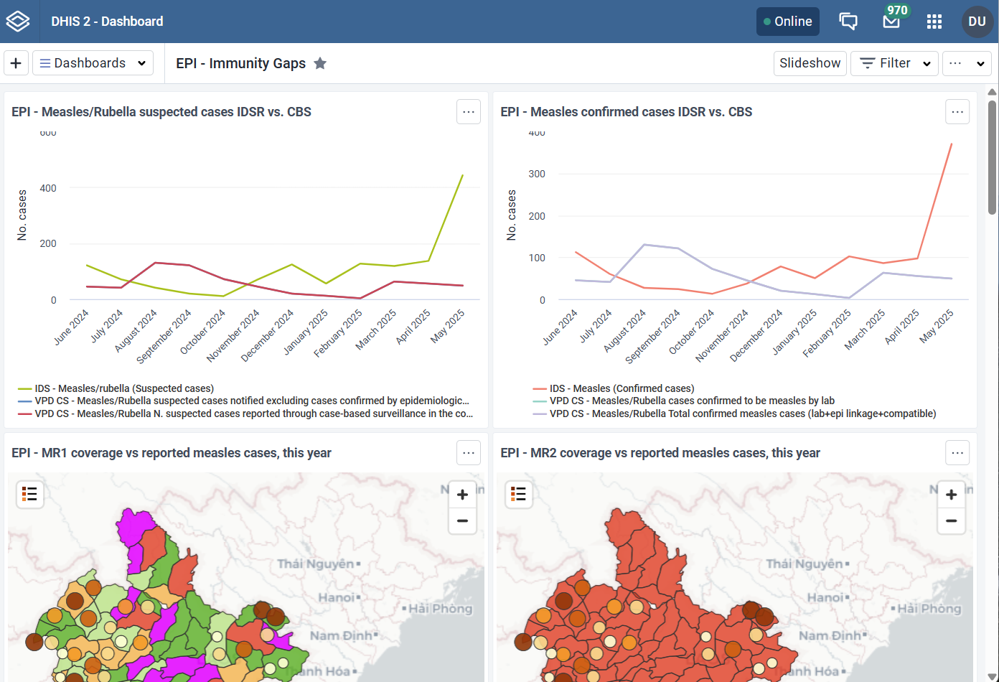 DHIS 2 - Dashboard
Online
970
DU
Dashboards
EPI - Immunity Gaps
Slideshow
Filter
EPI - Measles/Rubella suspected cases IDSR vs. CBS
600
400
200
0
No. cases
June 2024
July 2024
August 2024
September 2024
October 2024
November 2024
December 2024
January 2025
February 2025
March 2025
April 2025
May 2025
IDS - Measles/rubella (Suspected cases)
VPD CS - Measles/Rubella suspected cases notified excluding cases confirmed by epidemiologic...
VPD CS - Measles/Rubella N. suspected cases reported through case-based surveillance in the co...
EPI - Measles confirmed cases IDSR vs. CBS
400
300
200
100
0
No. cases
June 2024
July 2024
August 2024
September 2024
October 2024
November 2024
December 2024
January 2025
February 2025
March 2025
April 2025
May 2025
IDS - Measles (Confirmed cases)
VPD CS - Measles/Rubella cases confirmed to be measles by lab
VPD CS - Measles/Rubella Total confirmed measles cases (lab+epi linkage+compatible)
EPI - MR1 coverage vs reported measles cases, this year
Thái Nguyên
Hanoi
Hải Phòng
Nam Định
Thanh Hóa
EPI - MR2 coverage vs reported measles cases, this year
Thái Nguyên
Hanoi
Hải Phòng
Nam Định
anh Hóa